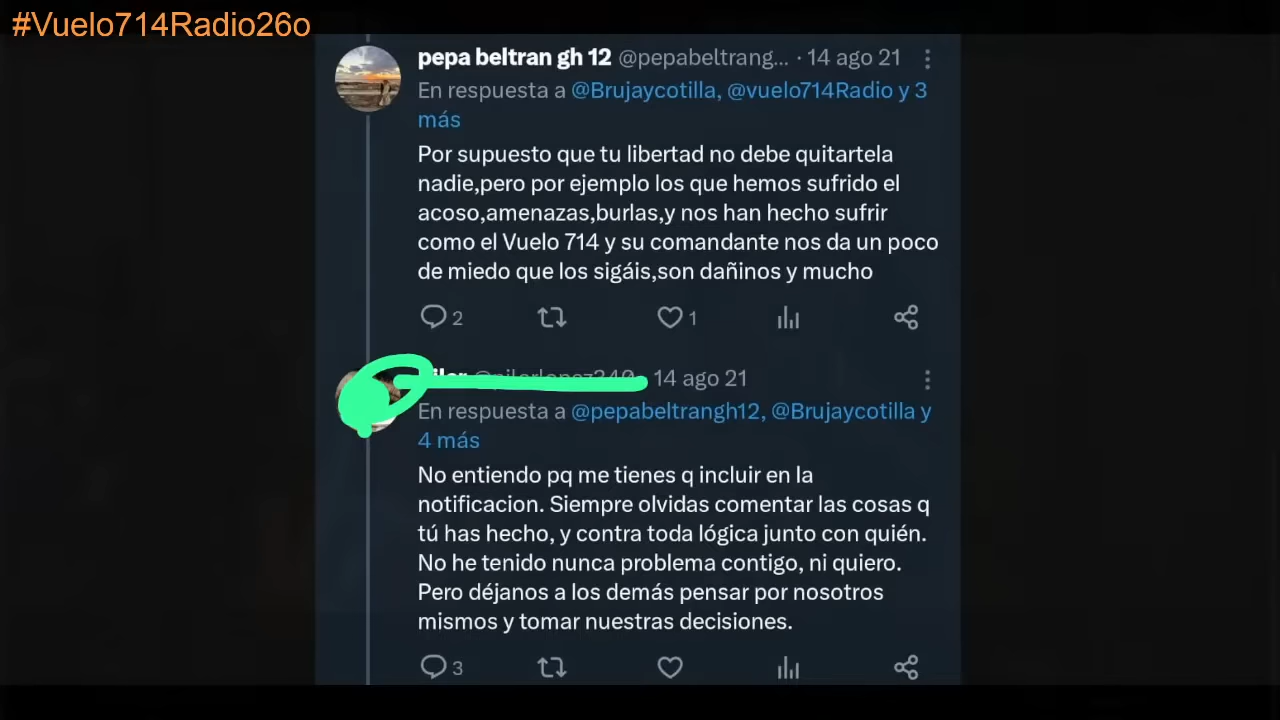 #Vuelo714Radio26o
pepa beltran gh 12 @pepabeltrang... · 14 ago 21
En respuesta a @Brujaycotilla, @vuelo714Radio y 3
más
Por supuesto que tu libertad no debe quitartela
nadie,pero por ejemplo los que hemos sufrido el
acoso,amenazas,burlas,y nos han hecho sufrir
como el Vuelo 714 y su comandante nos da un poco
de miedo que los sigáis,son dañinos y mucho
2 1
14 ago 21
En respuesta a @pepabeltrangh12, @Brujaycotilla y
4 más
No entiendo pq me tienes q incluir en la
notificacion. Siempre olvidas comentar las cosas q
tú has hecho, y contra toda lógica junto con quién.
No he tenido nunca problema contigo, ni quiero.
Pero déjanos a los demás pensar por nosotros
mismos y tomar nuestras decisiones.
3